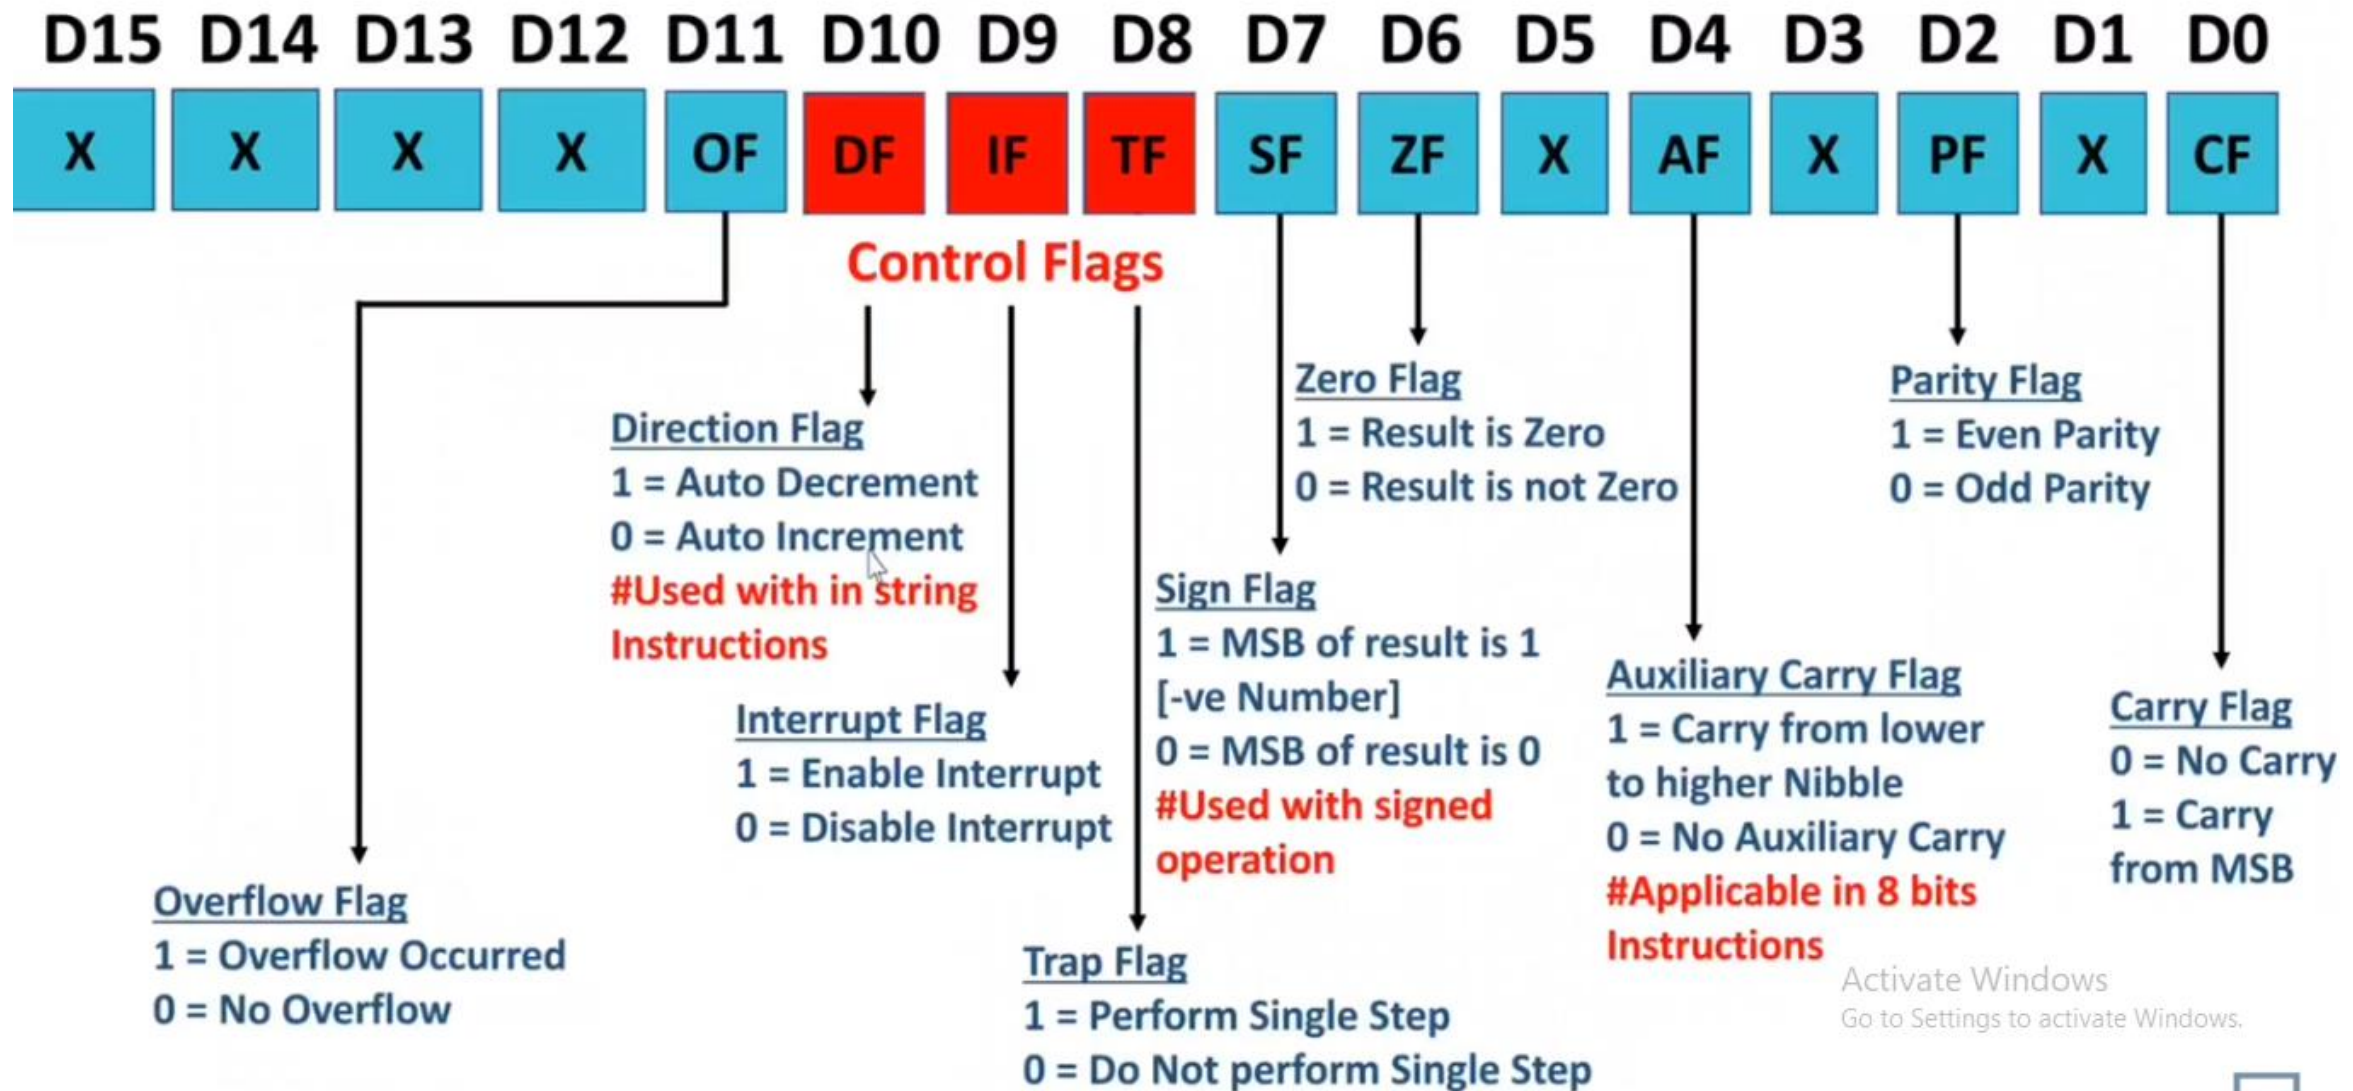 D15 D14 D13 D12 D11 D10 D9 D8 D7 D6 D5 D4 D3 D2 D1 D0
X X X X OF DF IF TF SF ZF X AF X PF X CF
Control Flags
Direction Flag
1 = Auto Decrement
0 = Auto Increment
#Used with in string
Instructions
Zero Flag
1 = Result is Zero
0 = Result is not Zero
Parity Flag
1 = Even Parity
0 = Odd Parity
Interrupt Flag
1 = Enable Interrupt
0 = Disable Interrupt
Sign Flag
1 = MSB of result is 1
[-ve Number]
0 = MSB of result is 0
#Used with signed
operation
Auxiliary Carry Flag
1 = Carry from lower
to higher Nibble
0 = No Auxiliary Carry
#Applicable in 8 bits
Instructions
Carry Flag
0 = No Carry
1 = Carry
from MSB
Overflow Flag
1 = Overflow Occurred
0 = No Overflow
Trap Flag
1 = Perform Single Step
0 = Do Not perform Single Step
Activate Windows
Go to Settings to activate Windows.